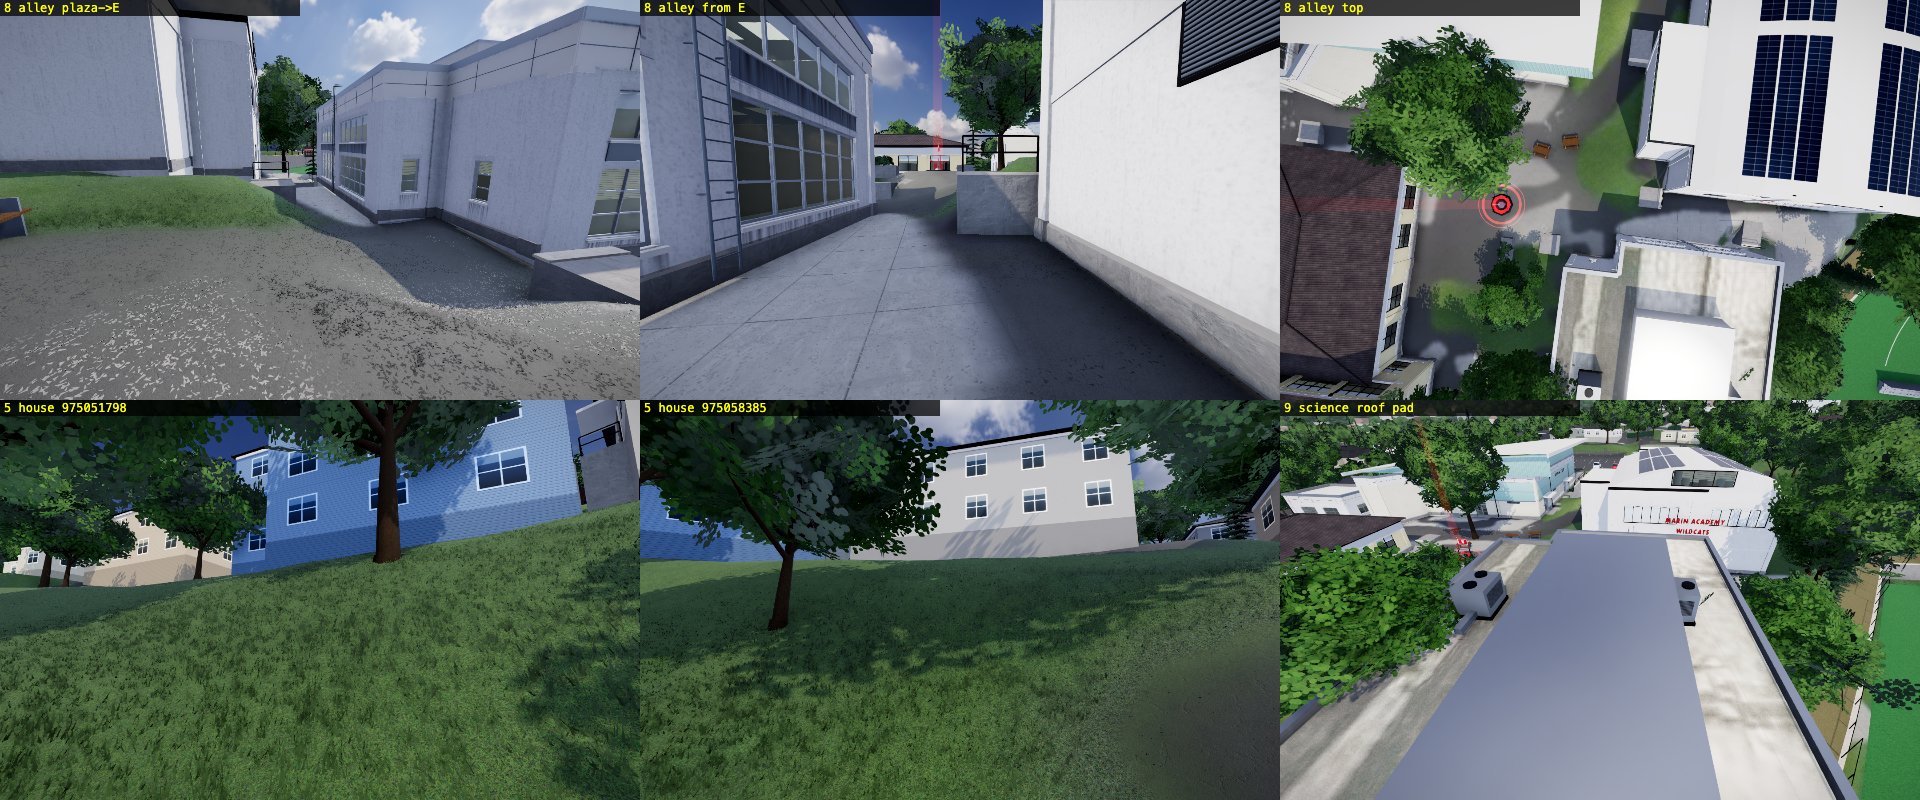 8 alley plaza->E
8 alley from E
8 alley top
5 house 975051798
5 house 975058385
9 science roof pad
MARIN ACADEMY
WILDCATS